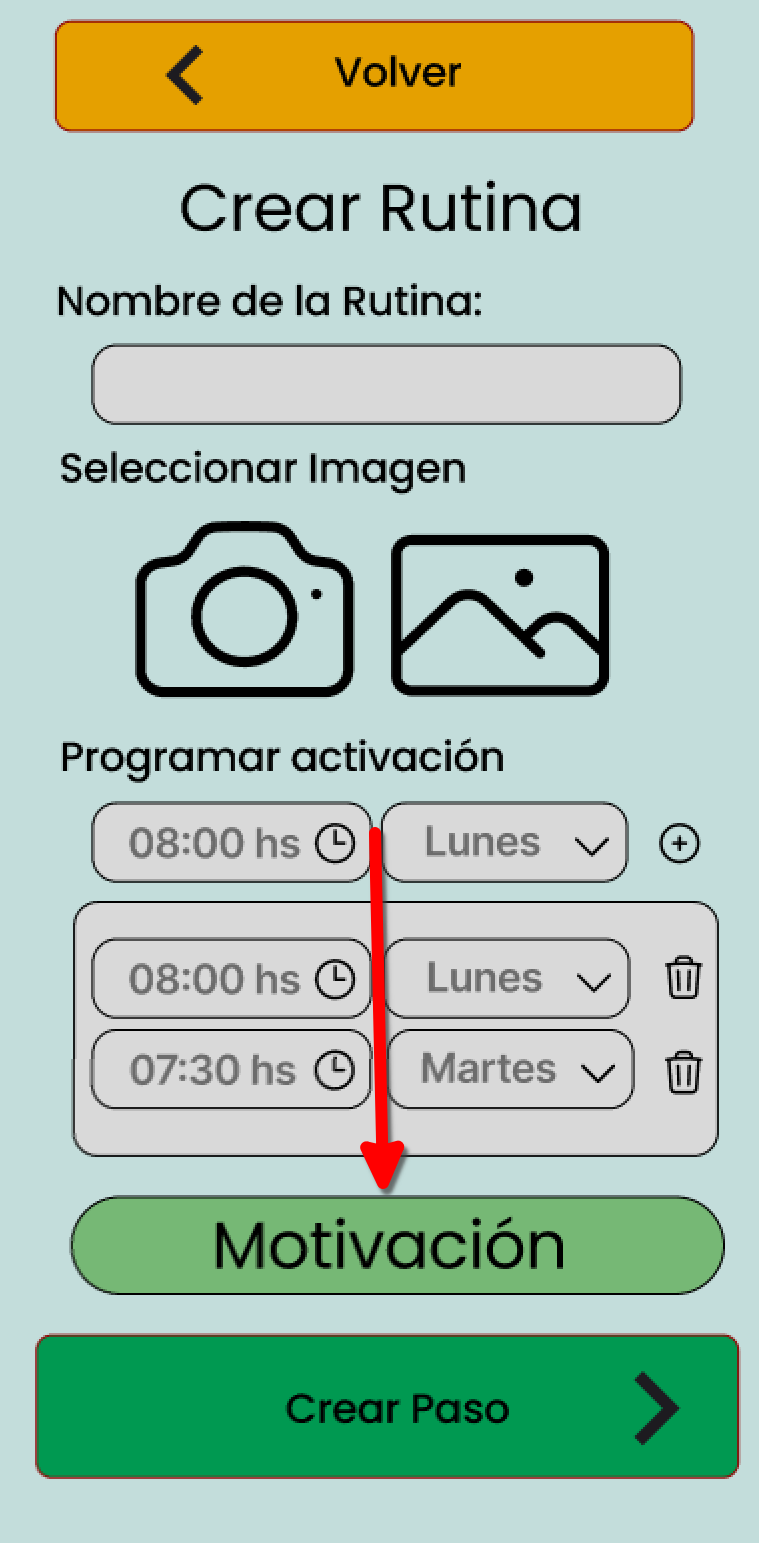 Volver
Crear Rutina
Nombre de la Rutina:
Seleccionar Imagen
Programar activación
08:00 hs Lunes
08:00 hs Lunes
07:30 hs Martes
Motivación
Crear Paso